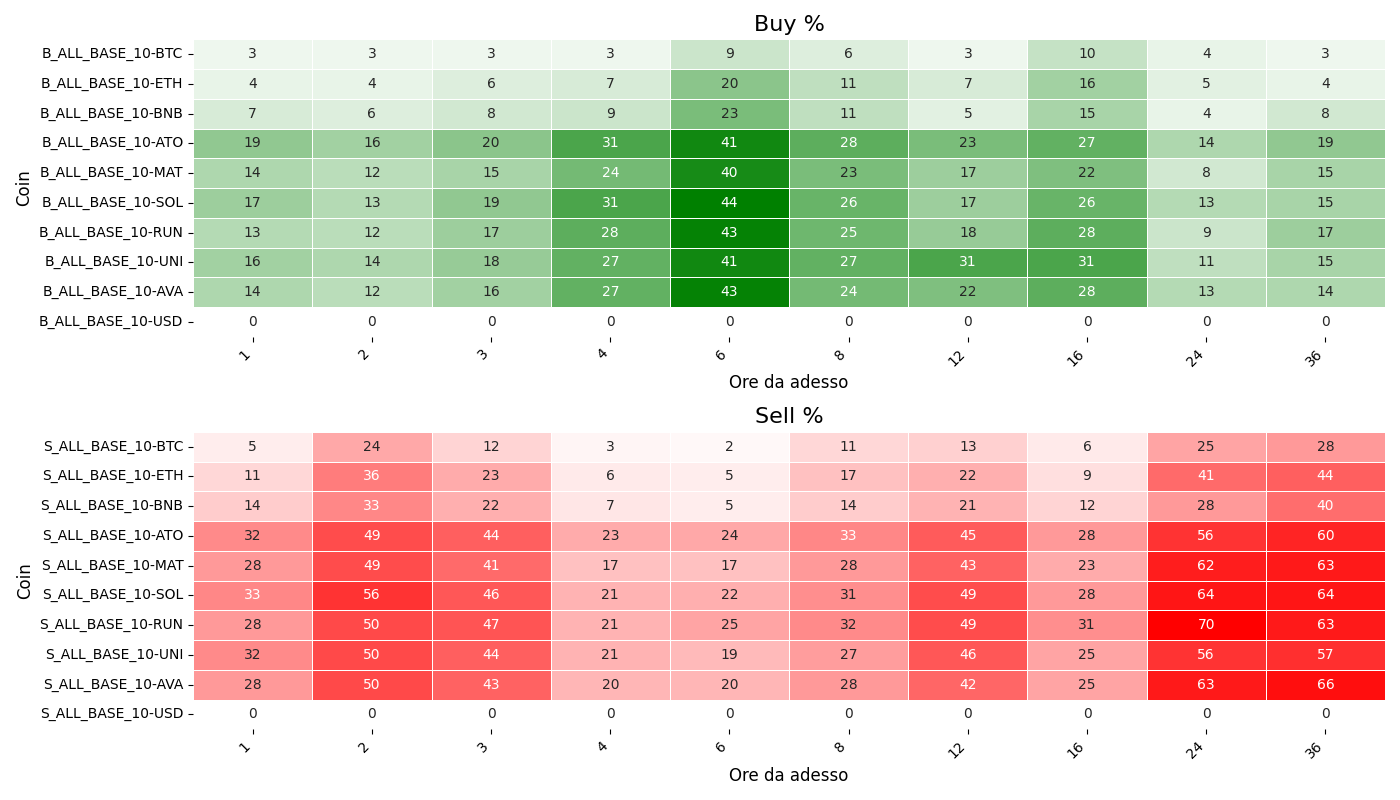 Buy %
Coin
B_ALL_BASE_10-BTC 3 3 3 3 9 6 3 10 4 3
B_ALL_BASE_10-ETH 4 4 6 7 20 11 7 16 5 4
B_ALL_BASE_10-BNB 7 6 8 9 23 11 5 15 4 8
B_ALL_BASE_10-ATO 19 16 20 31 41 28 23 27 14 19
B_ALL_BASE_10-MAT 14 12 15 24 40 23 17 22 8 15
B_ALL_BASE_10-SOL 17 13 19 31 44 26 17 26 13 15
B_ALL_BASE_10-RUN 13 12 17 28 43 25 18 28 9 17
B_ALL_BASE_10-UNI 16 14 18 27 41 27 31 31 11 15
B_ALL_BASE_10-AVA 14 12 16 27 43 24 22 28 13 14
B_ALL_BASE_10-USD 0 0 0 0 0 0 0 0 0 0
1 2 3 4 6 8 12 16 24 36
Ore da adesso
Sell %
Coin
S_ALL_BASE_10-BTC 5 24 12 3 2 11 13 6 25 28
S_ALL_BASE_10-ETH 11 36 23 6 5 17 22 9 41 44
S_ALL_BASE_10-BNB 14 33 22 7 5 14 21 12 28 40
S_ALL_BASE_10-ATO 32 49 44 23 24 33 45 28 56 60
S_ALL_BASE_10-MAT 28 49 41 17 17 28 43 23 62 63
S_ALL_BASE_10-SOL 33 56 46 21 22 31 49 28 64 64
S_ALL_BASE_10-RUN 28 50 47 21 25 32 49 31 70 63
S_ALL_BASE_10-UNI 32 50 44 21 19 27 46 25 56 57
S_ALL_BASE_10-AVA 28 50 43 20 20 28 42 25 63 66
S_ALL_BASE_10-USD 0 0 0 0 0 0 0 0 0 0
1 2 3 4 6 8 12 16 24 36
Ore da adesso